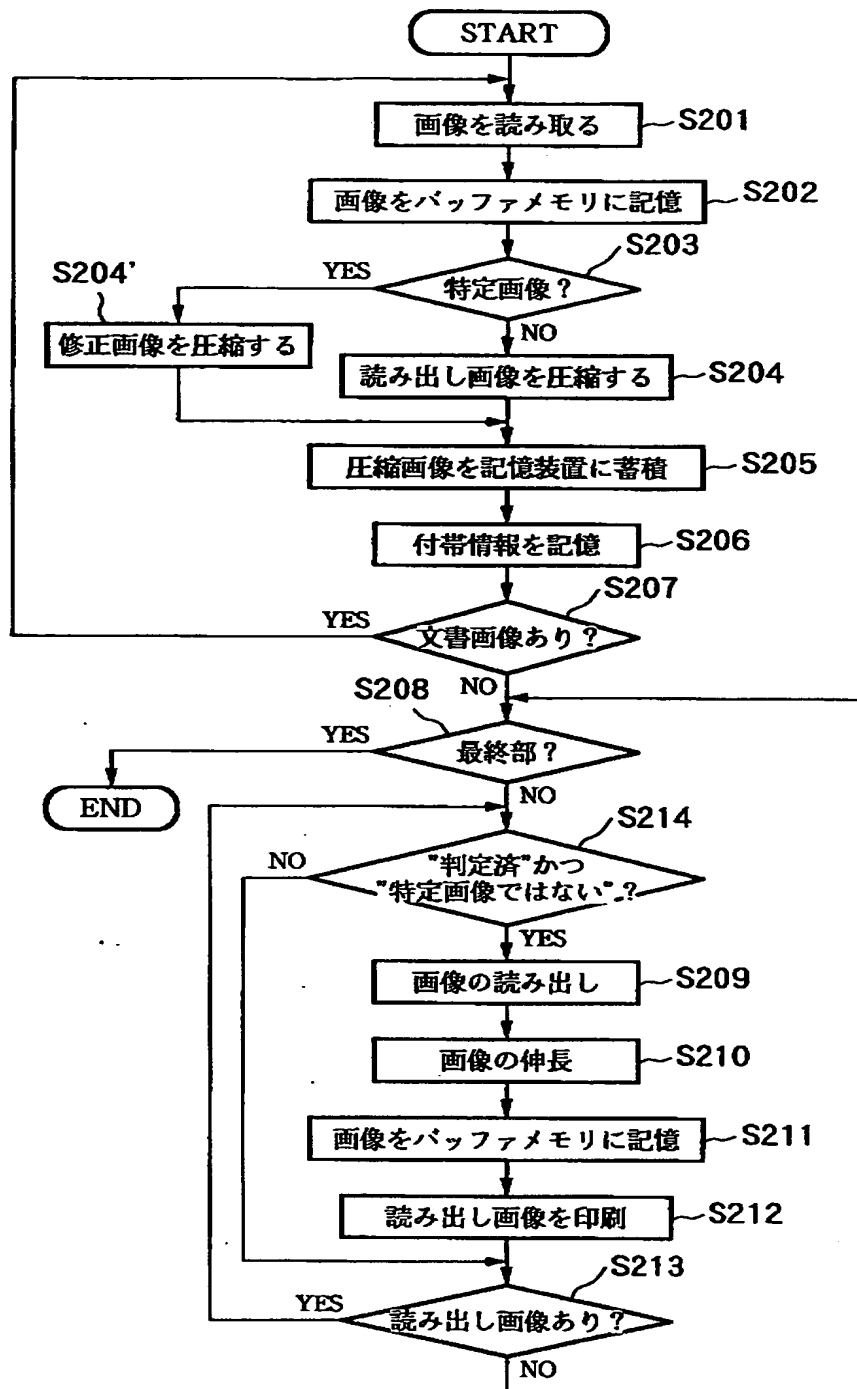 START
画像を読み取る
S201
画像をバッファメモリに記憶
S202
S203
YES
特定画像？
S204'
NO
修正画像を圧縮する
読み出し画像を圧縮する
S204
圧縮画像を記憶装置に蓄積
S205
付帯情報を記憶
S206
S207
YES
文書画像あり？
S208
NO
YES
最終部？
END
NO
S214
NO
"判定済"かつ
"特定画像ではない"？
YES
画像の読み出し
S209
画像の伸長
S210
画像をバッファメモリに記憶
S211
読み出し画像を印刷
S212
S213
YES
読み出し画像あり？
NO